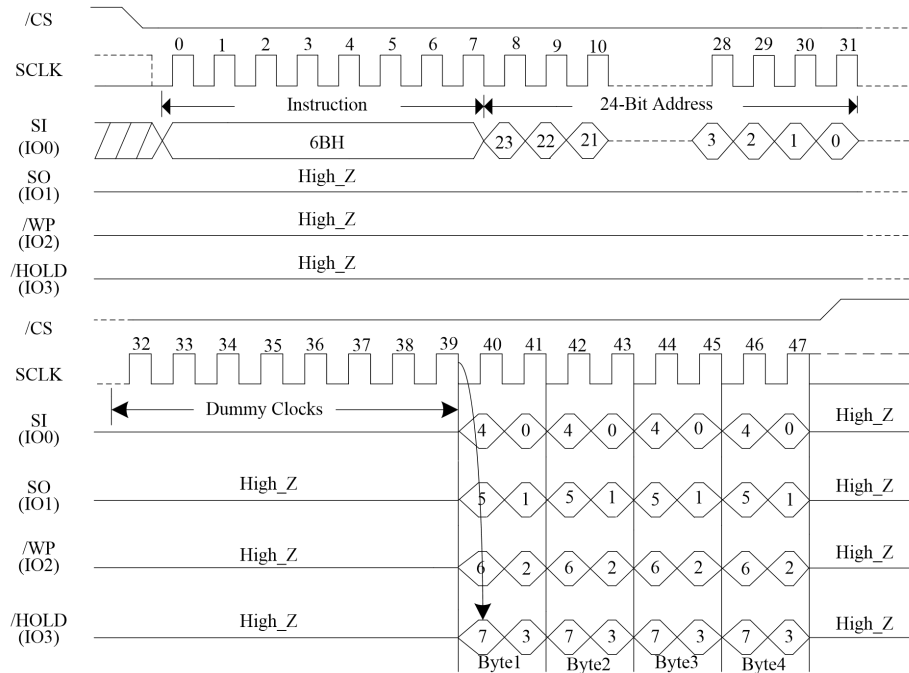 /CS
0 1 2 3 4 5 6 7 8 9 10 28 29 30 31
SCLK
Instruction 24-Bit Address
SI
(IO0)
6BH 23 22 21 3 2 1 0
SO
(IO1)
High_Z
/WP
(IO2)
High_Z
/HOLD
(IO3)
High_Z
/CS
32 33 34 35 36 37 38 39 40 41 42 43 44 45 46 47
SCLK
Dummy Clocks
SI
(IO0)
4 0 4 0 4 0 4 0 High_Z
SO
(IO1)
High_Z 5 1 5 1 5 1 5 1 High_Z
/WP
(IO2)
High_Z 6 2 6 2 6 2 6 2 High_Z
/HOLD
(IO3)
High_Z 7 3 7 3 7 3 7 3 High_Z
Byte1 Byte2 Byte3 Byte4